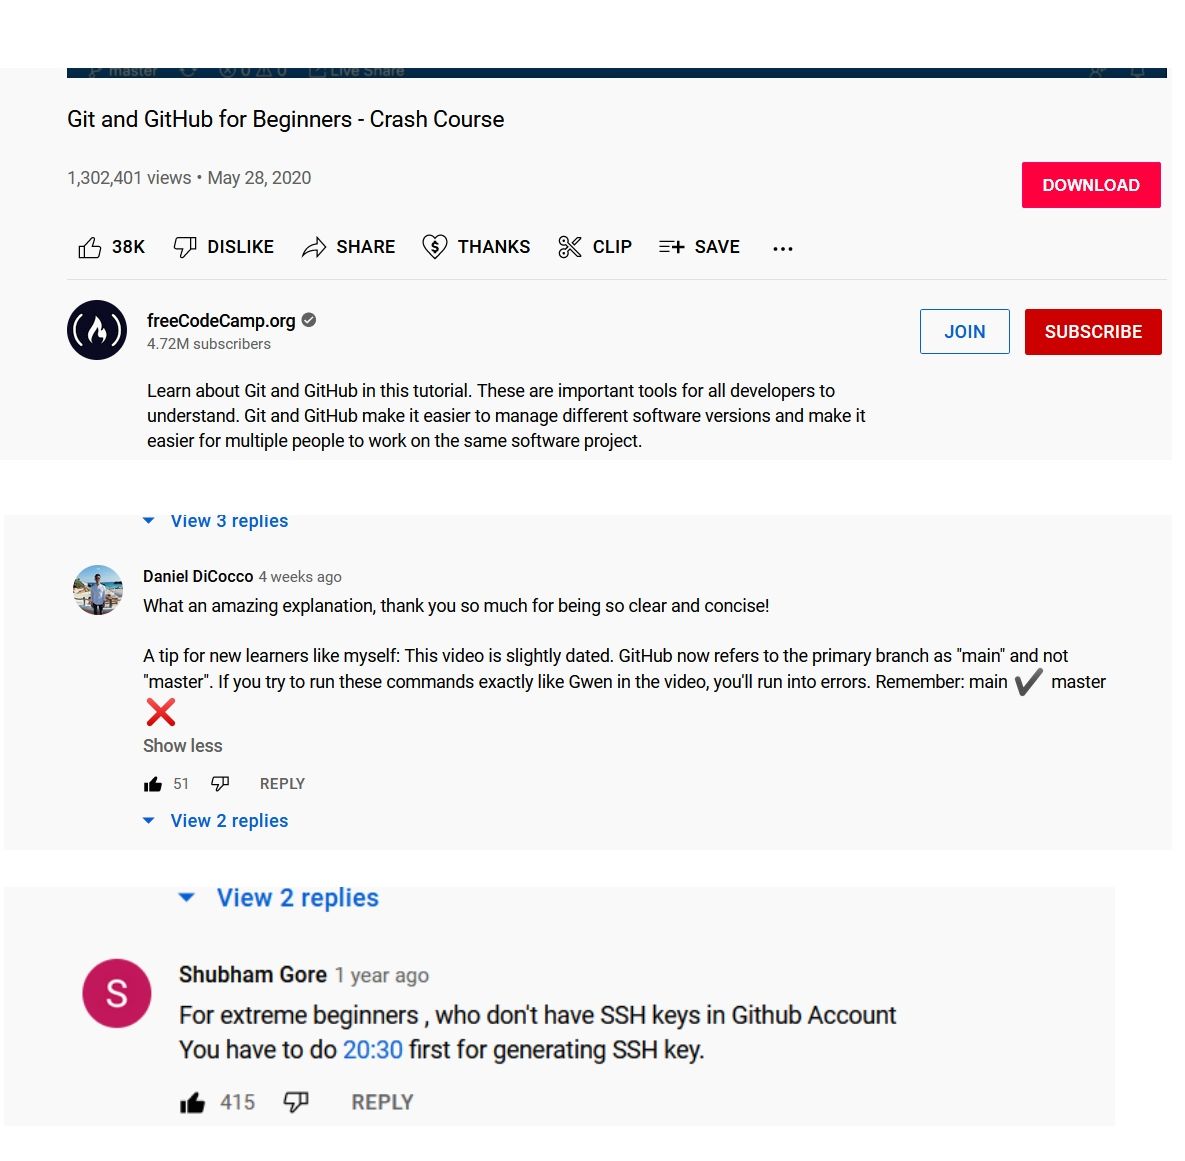 master 0 0 Live Share
Git and GitHub for Beginners - Crash Course
1,302,401 views • May 28, 2020
DOWNLOAD
38K DISLIKE SHARE THANKS CLIP SAVE ...
freeCodeCamp.org
4.72M subscribers
JOIN SUBSCRIBE
Learn about Git and GitHub in this tutorial. These are important tools for all developers to
understand. Git and GitHub make it easier to manage different software versions and make it
easier for multiple people to work on the same software project.
View 3 replies
Daniel DiCocco 4 weeks ago
What an amazing explanation, thank you so much for being so clear and concise!
A tip for new learners like myself: This video is slightly dated. GitHub now refers to the primary branch as "main" and not
"master". If you try to run these commands exactly like Gwen in the video, you'll run into errors. Remember: main ✔ master
❌
Show less
51 REPLY
View 2 replies
View 2 replies
S
Shubham Gore 1 year ago
For extreme beginners , who don't have SSH keys in Github Account
You have to do 20:30 first for generating SSH key.
415 REPLY